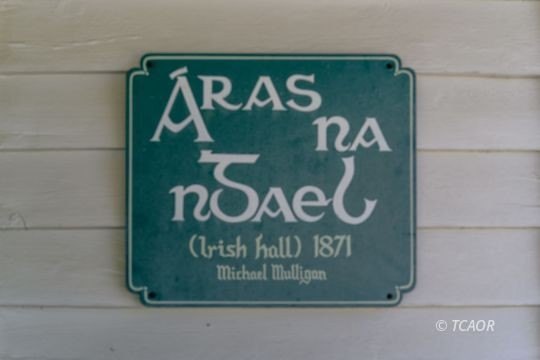 Áras
na
nGael
(Irish hall) 1871
Michael Mulligan
© TCAOR